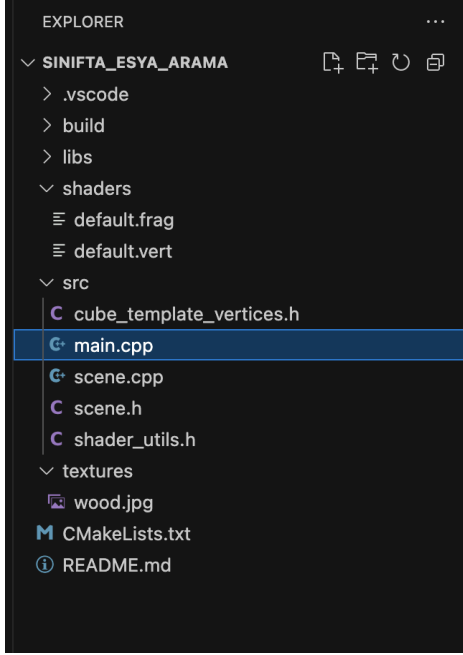 EXPLORER
SINIFTA_ESYA_ARAMA
.vscode
build
libs
shaders
default.frag
default.vert
src
cube_template_vertices.h
main.cpp
scene.cpp
scene.h
shader_utils.h
textures
wood.jpg
CMakeLists.txt
README.md